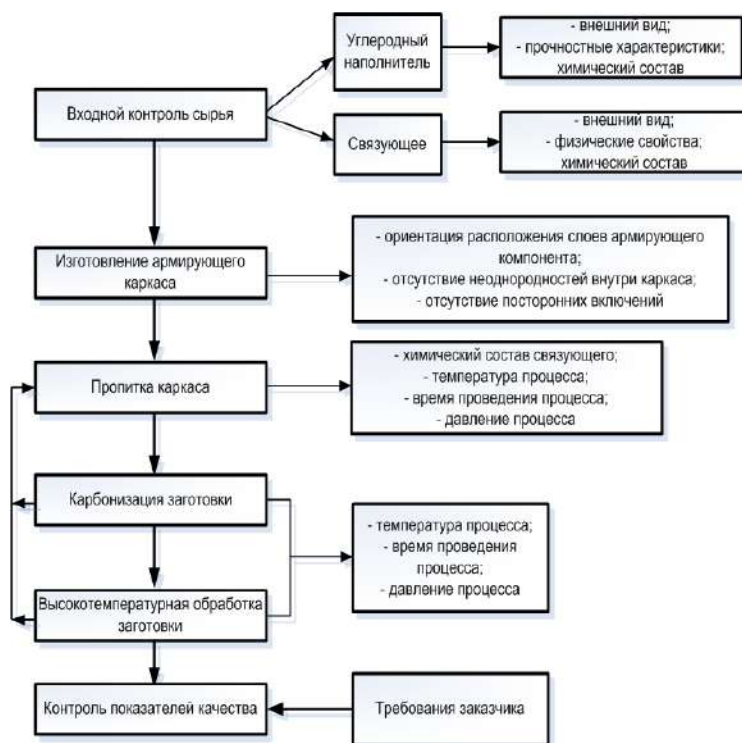 Углеродный
наполнитель
- внешний вид;
- прочностные характеристики;
химический состав
Входной контроль сырья
Связующее
- внешний вид;
- физические свойства;
химический состав
Изготовление армирующего
каркаса
- ориентация расположения слоев армирующего
компонента;
- отсутствие неоднородностей внутри каркаса;
- отсутствие посторонних включений
Пропитка каркаса
- химический состав связующего;
- температура процесса;
- время проведения процесса;
- давление процесса
Карбонизация заготовки
- температура процесса;
- время проведения
процесса;
- давление процесса
Высокотемпературная обработка
заготовки
Контроль показателей качества
Требования заказчика